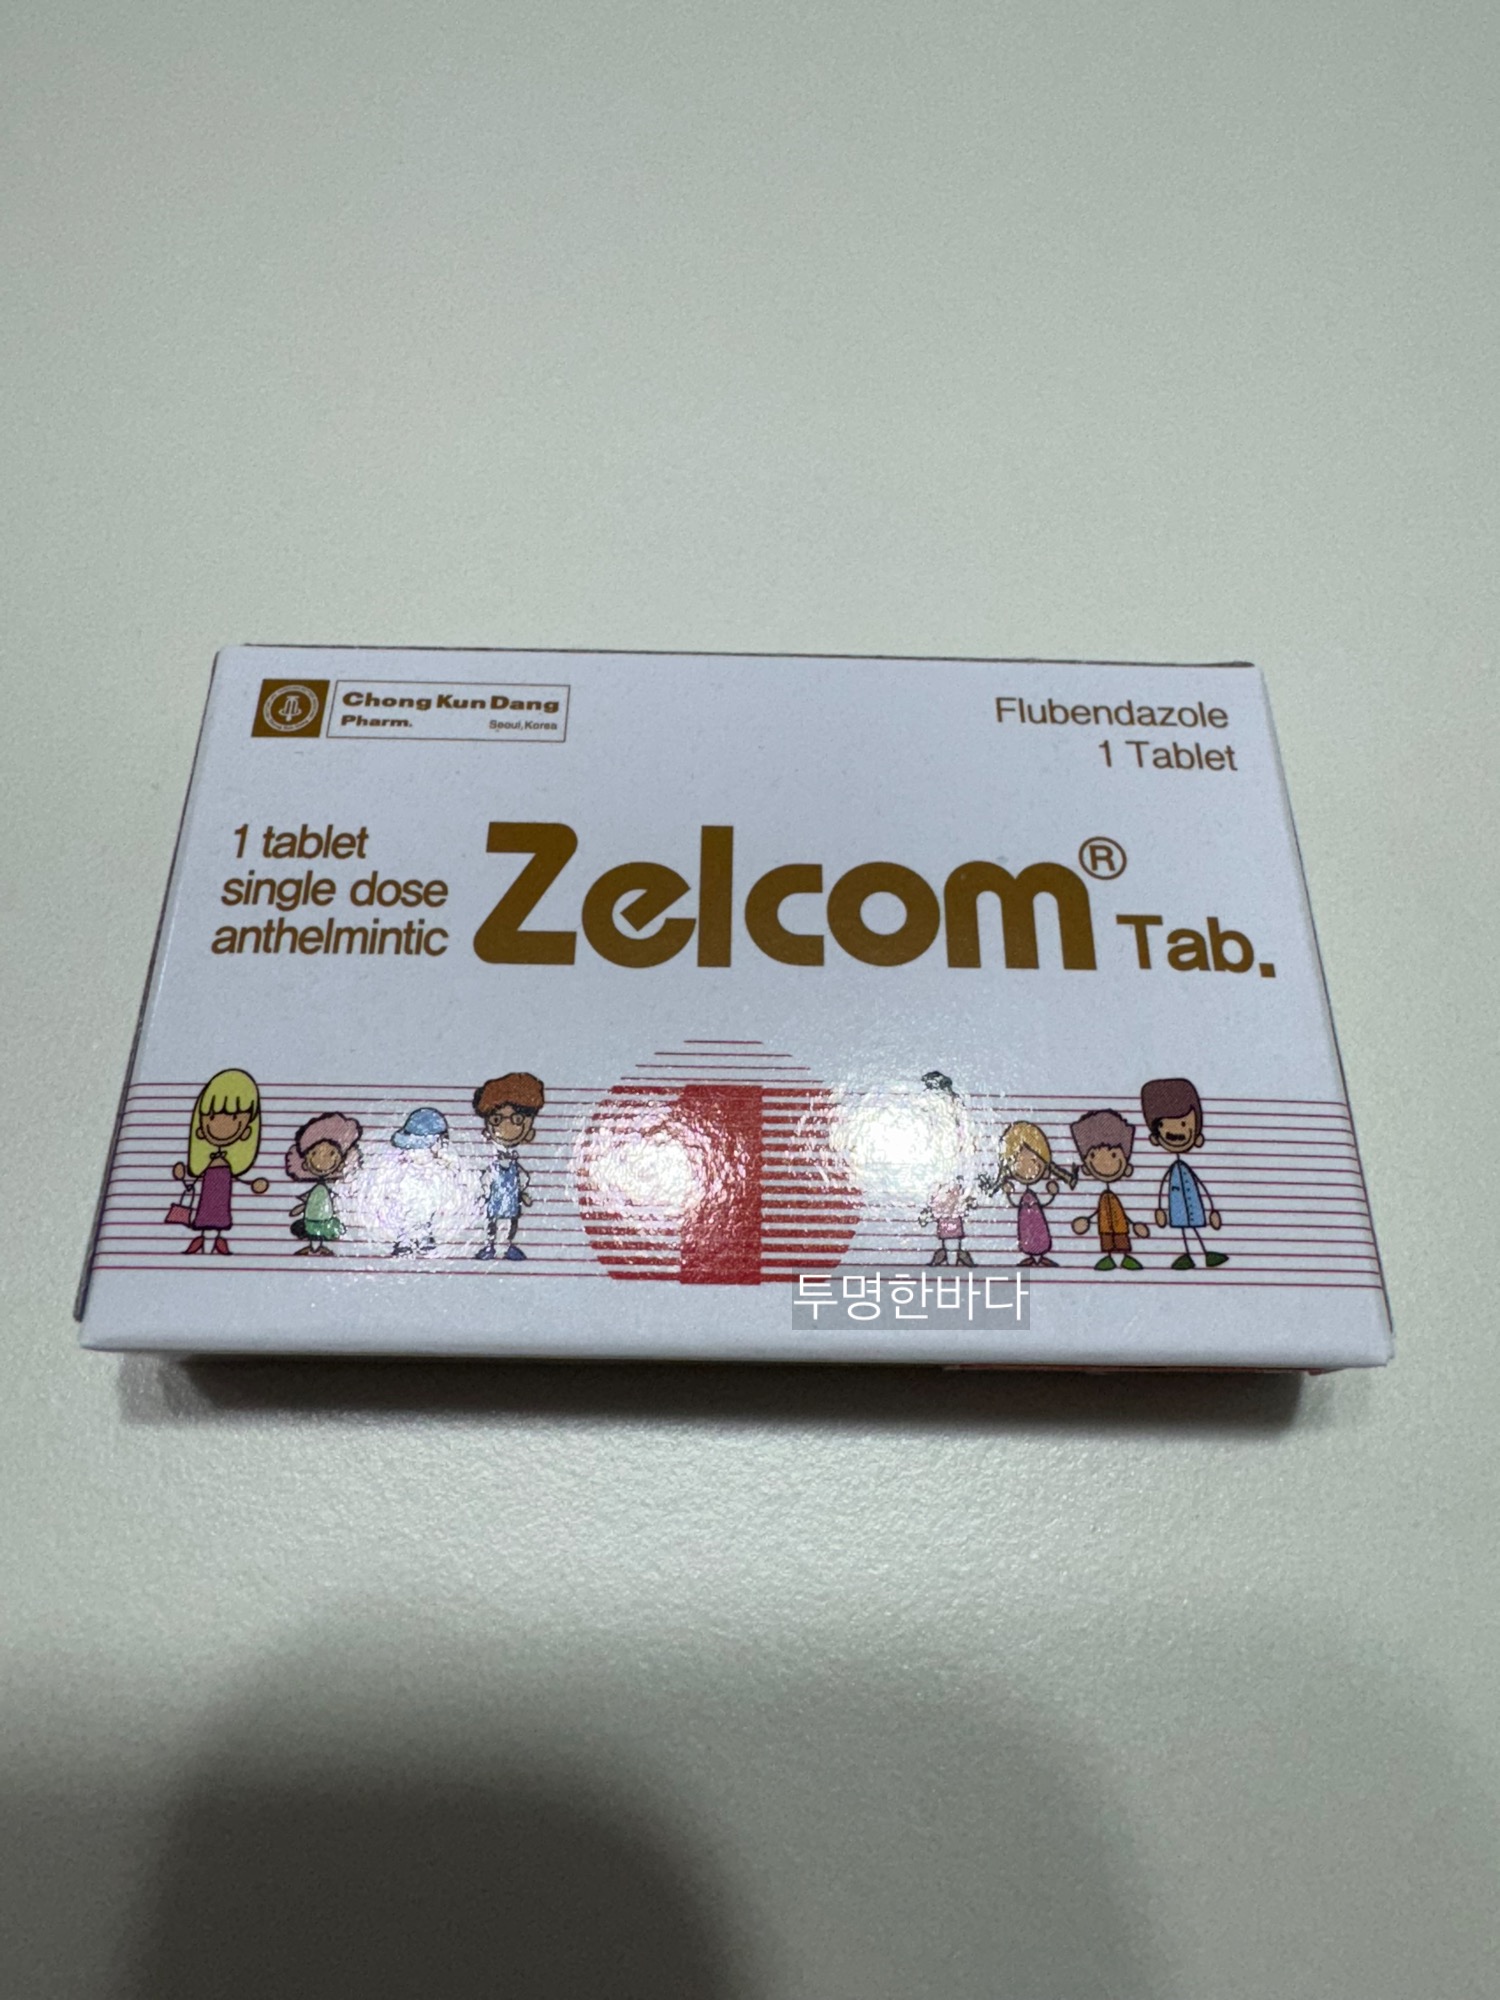 Chong Kun Dang
Pharm. Seoul, Korea
Flubendazole
1 Tablet
1 tablet
single dose
anthelmintic
Zelcom® Tab.
투명한바다